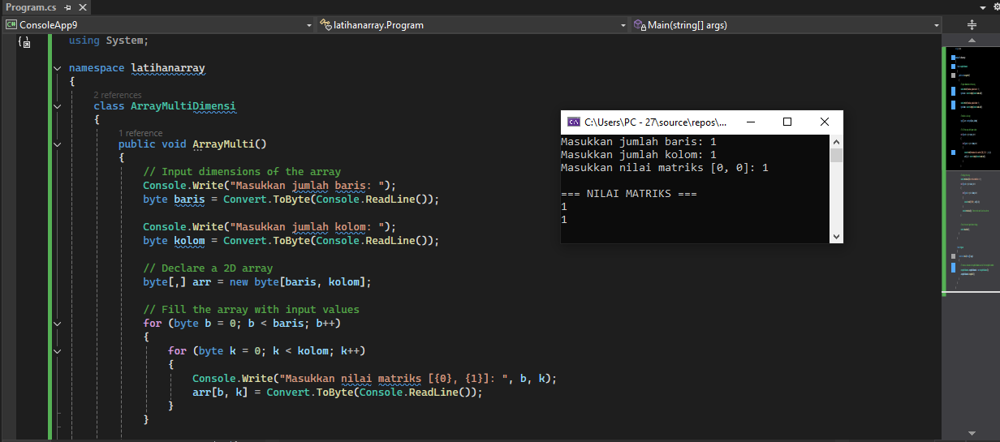 Program.cs
ConsoleApp9
latihanarray.Program
Main(string[] args)
using System;
namespace latihanarray
{
2 references
class ArrayMultiDimensi
{
1 reference
public void ArrayMulti()
{
// Input dimensions of the array
Console.Write("Masukkan jumlah baris: ");
byte baris = Convert.ToByte(Console.ReadLine());
Console.Write("Masukkan jumlah kolom: ");
byte kolom = Convert.ToByte(Console.ReadLine());
// Declare a 2D array
byte[,] arr = new byte[baris, kolom];
// Fill the array with input values
for (byte b = 0; b < baris; b++)
{
for (byte k = 0; k < kolom; k++)
{
Console.Write("Masukkan nilai matriks [{0}, {1}]: ", b, k);
arr[b, k] = Convert.ToByte(Console.ReadLine());
}
}
C:\Users\PC - 27\source\repos\...
Masukkan jumlah baris: 1
Masukkan jumlah kolom: 1
Masukkan nilai matriks [0, 0]: 1
=== NILAI MATRIKS ===
1
1